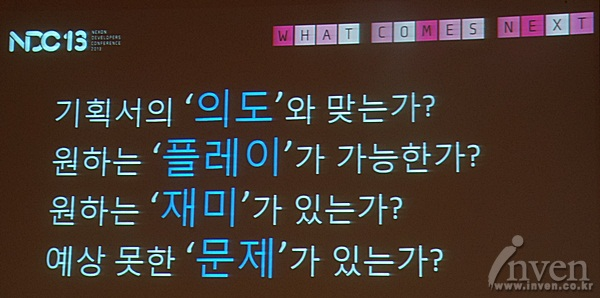 NDC13 NEXON DEVELOPERS CONFERENCE 2013
WHAT COMES NEXT
기획서의 ‘의도’와 맞는가?
원하는 ‘플레이’가 가능한가?
원하는 ‘재미’가 있는가?
예상 못한 ‘문제’가 있는가?
inven
www.inven.co.kr